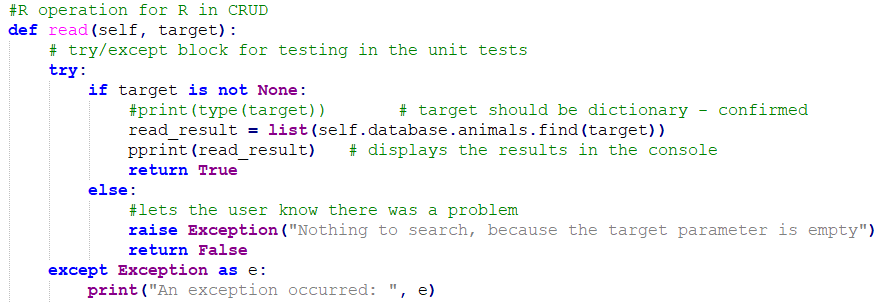 #R operation for R in CRUD
def read(self, target):
    # try/except block for testing in the unit tests
    try:
        if target is not None:
            #print(type(target))       # target should be dictionary - confirmed
            read_result = list(self.database.animals.find(target))
            pprint(read_result)   # displays the results in the console
            return True
        else:
            #lets the user know there was a problem
            raise Exception("Nothing to search, because the target parameter is empty")
            return False
    except Exception as e:
        print("An exception occurred: ", e)